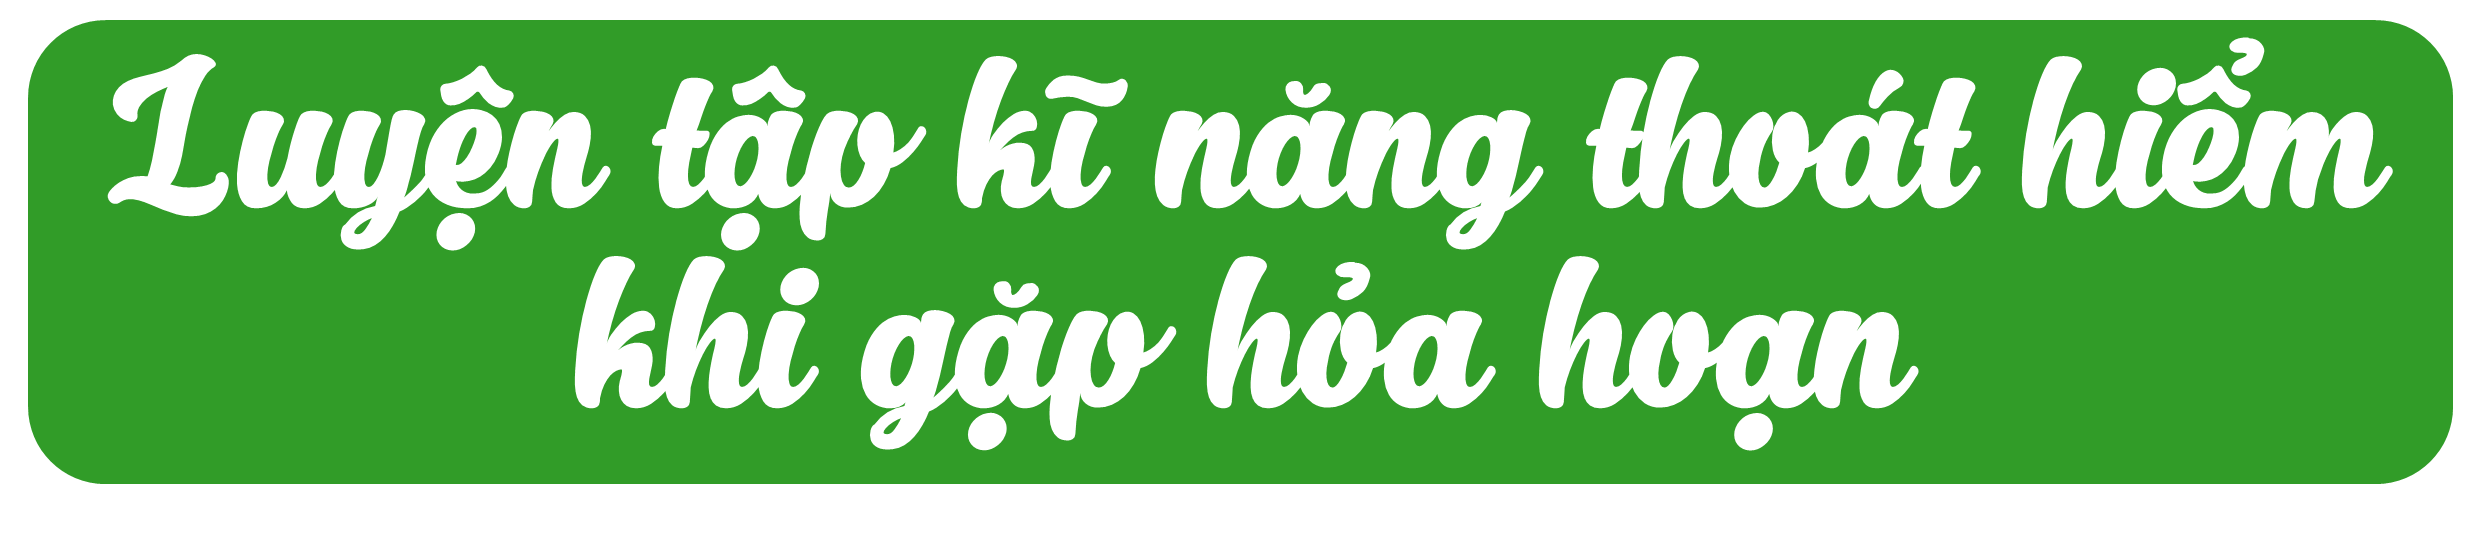 Luyện tập kĩ năng thoát hiểm
khi gặp hỏa hoạn